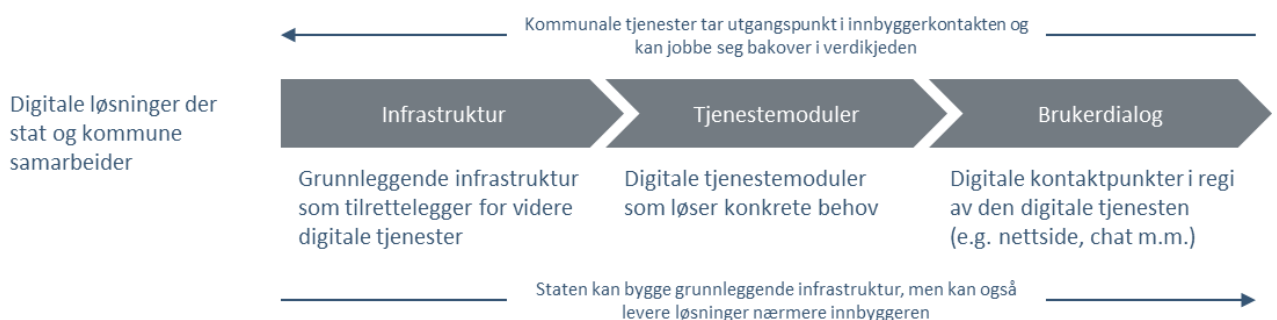 Kommunale tjenester tar utgangspunkt i innbyggerkontakten og
kan jobbe seg bakover i verdikjeden
Digitale løsninger der
stat og kommune
samarbeider
Infrastruktur
Tjenestemoduler
Brukerdialog
Grunnleggende infrastruktur
som tilrettelegger for videre
digitale tjenester
Digitale tjenestemoduler
som løser konkrete behov
Digitale kontaktpunkter i regi
av den digitale tjenesten
(e.g. nettside, chat m.m.)
Staten kan bygge grunnleggende infrastruktur, men kan også
levere løsninger nærmere innbyggeren